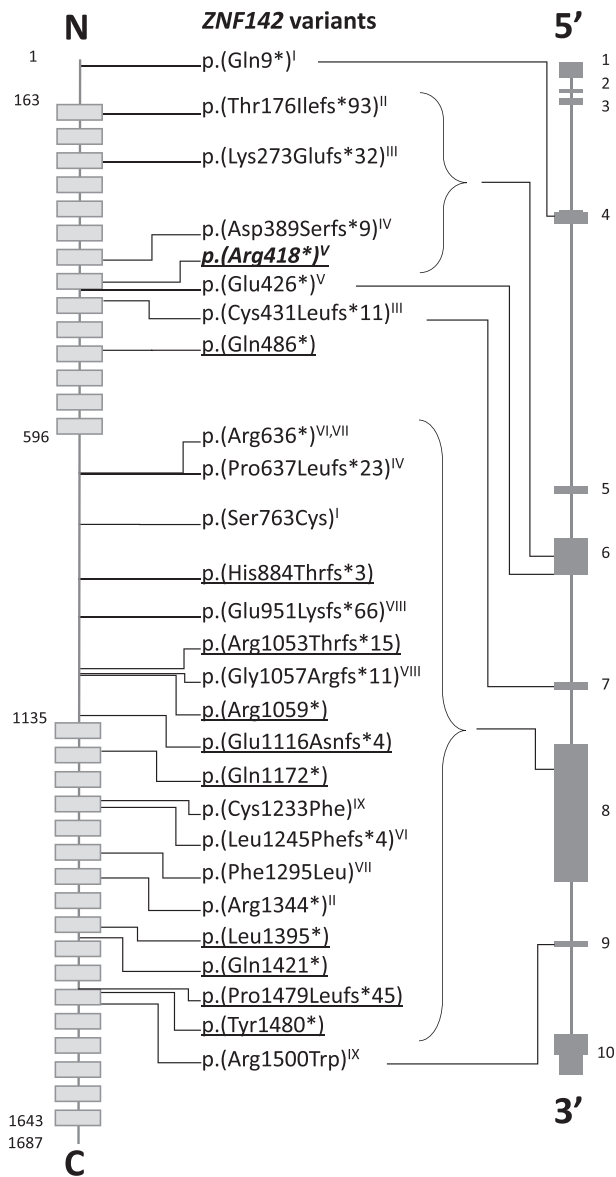 N
ZNF142 variants
5’
1
p.(Gln9*)I
1
2
3
163
p.(Thr176Ilefs*93)II
p.(Lys273Glufs*32)III
4
p.(Asp389Serfs*9)IV
p.(Arg418*)V
p.(Glu426*)V
p.(Cys431Leufs*11)III
p.(Gln486*)
596
p.(Arg636*)VI,VII
p.(Pro637Leufs*23)IV
5
p.(Ser763Cys)I
6
p.(His884Thrfs*3)
p.(Glu951Lysfs*66)VIII
p.(Arg1053Thrfs*15)
p.(Gly1057Argfs*11)VIII
7
p.(Arg1059*)
1135
p.(Glu1116Asnfs*4)
p.(Gln1172*)
p.(Cys1233Phe)IX
8
p.(Leu1245Phefs*4)VI
p.(Phe1295Leu)VII
p.(Arg1344*)II
p.(Leu1395*)
9
p.(Gln1421*)
p.(Pro1479Leufs*45)
p.(Tyr1480*)
p.(Arg1500Trp)IX
10
1643
3’
1687
C